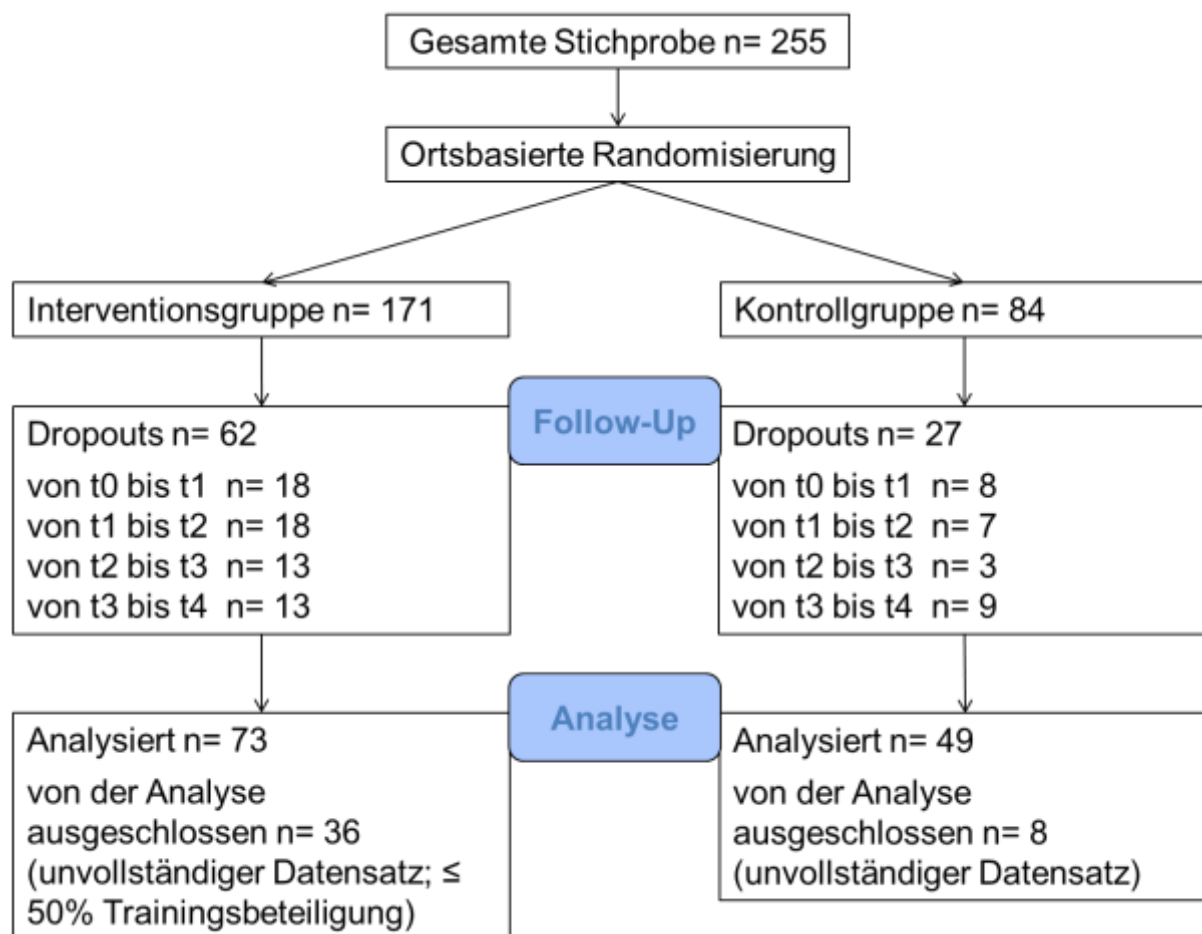 Gesamte Stichprobe n= 255
Ortsbasierte Randomisierung
Interventionsgruppe n= 171
Kontrollgruppe n= 84
Follow-Up
Dropouts n= 62
von t0 bis t1 n= 18
von t1 bis t2 n= 18
von t2 bis t3 n= 13
von t3 bis t4 n= 13
Dropouts n= 27
von t0 bis t1 n= 8
von t1 bis t2 n= 7
von t2 bis t3 n= 3
von t3 bis t4 n= 9
Analyse
Analysiert n= 73
von der Analyse
ausgeschlossen n= 36
(unvollständiger Datensatz; ≤
50% Trainingsbeteiligung)
Analysiert n= 49
von der Analyse
ausgeschlossen n= 8
(unvollständiger Datensatz)